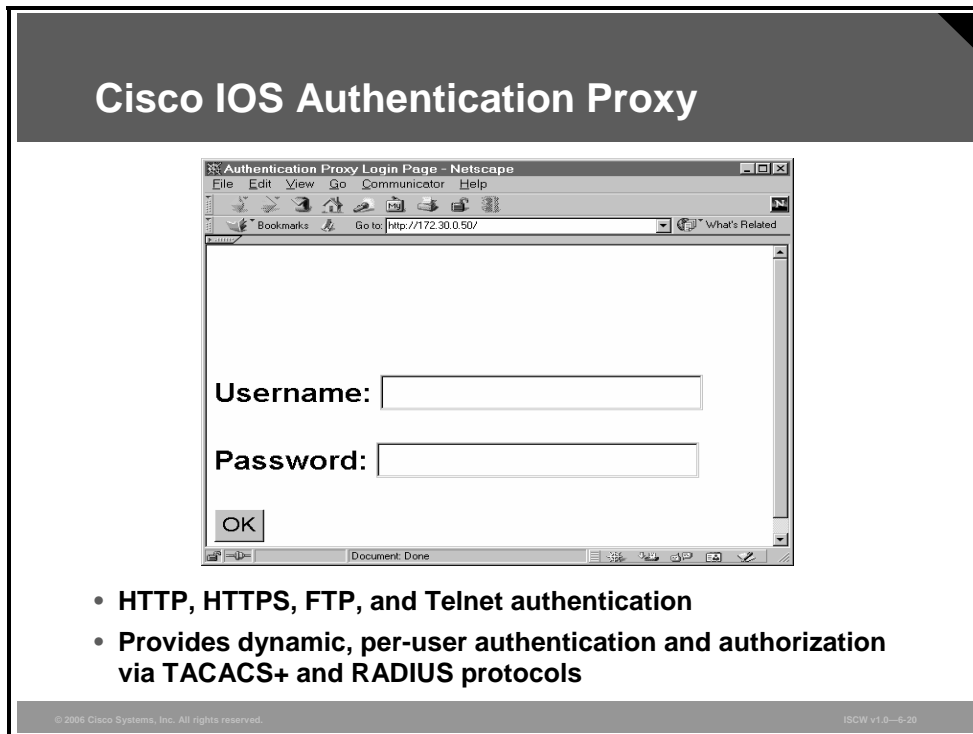 Cisco IOS Authentication Proxy
Authentication Proxy Login Page - Netscape
File Edit View Go Communicator Help
My
N
Bookmarks Go to: http://172.30.0.50/ What's Related
Username:
Password:
OK
Document: Done
• HTTP, HTTPS, FTP, and Telnet authentication
• Provides dynamic, per-user authentication and authorization
via TACACS+ and RADIUS protocols
© 2006 Cisco Systems, Inc. All rights reserved. ISCW v1.0—6-20